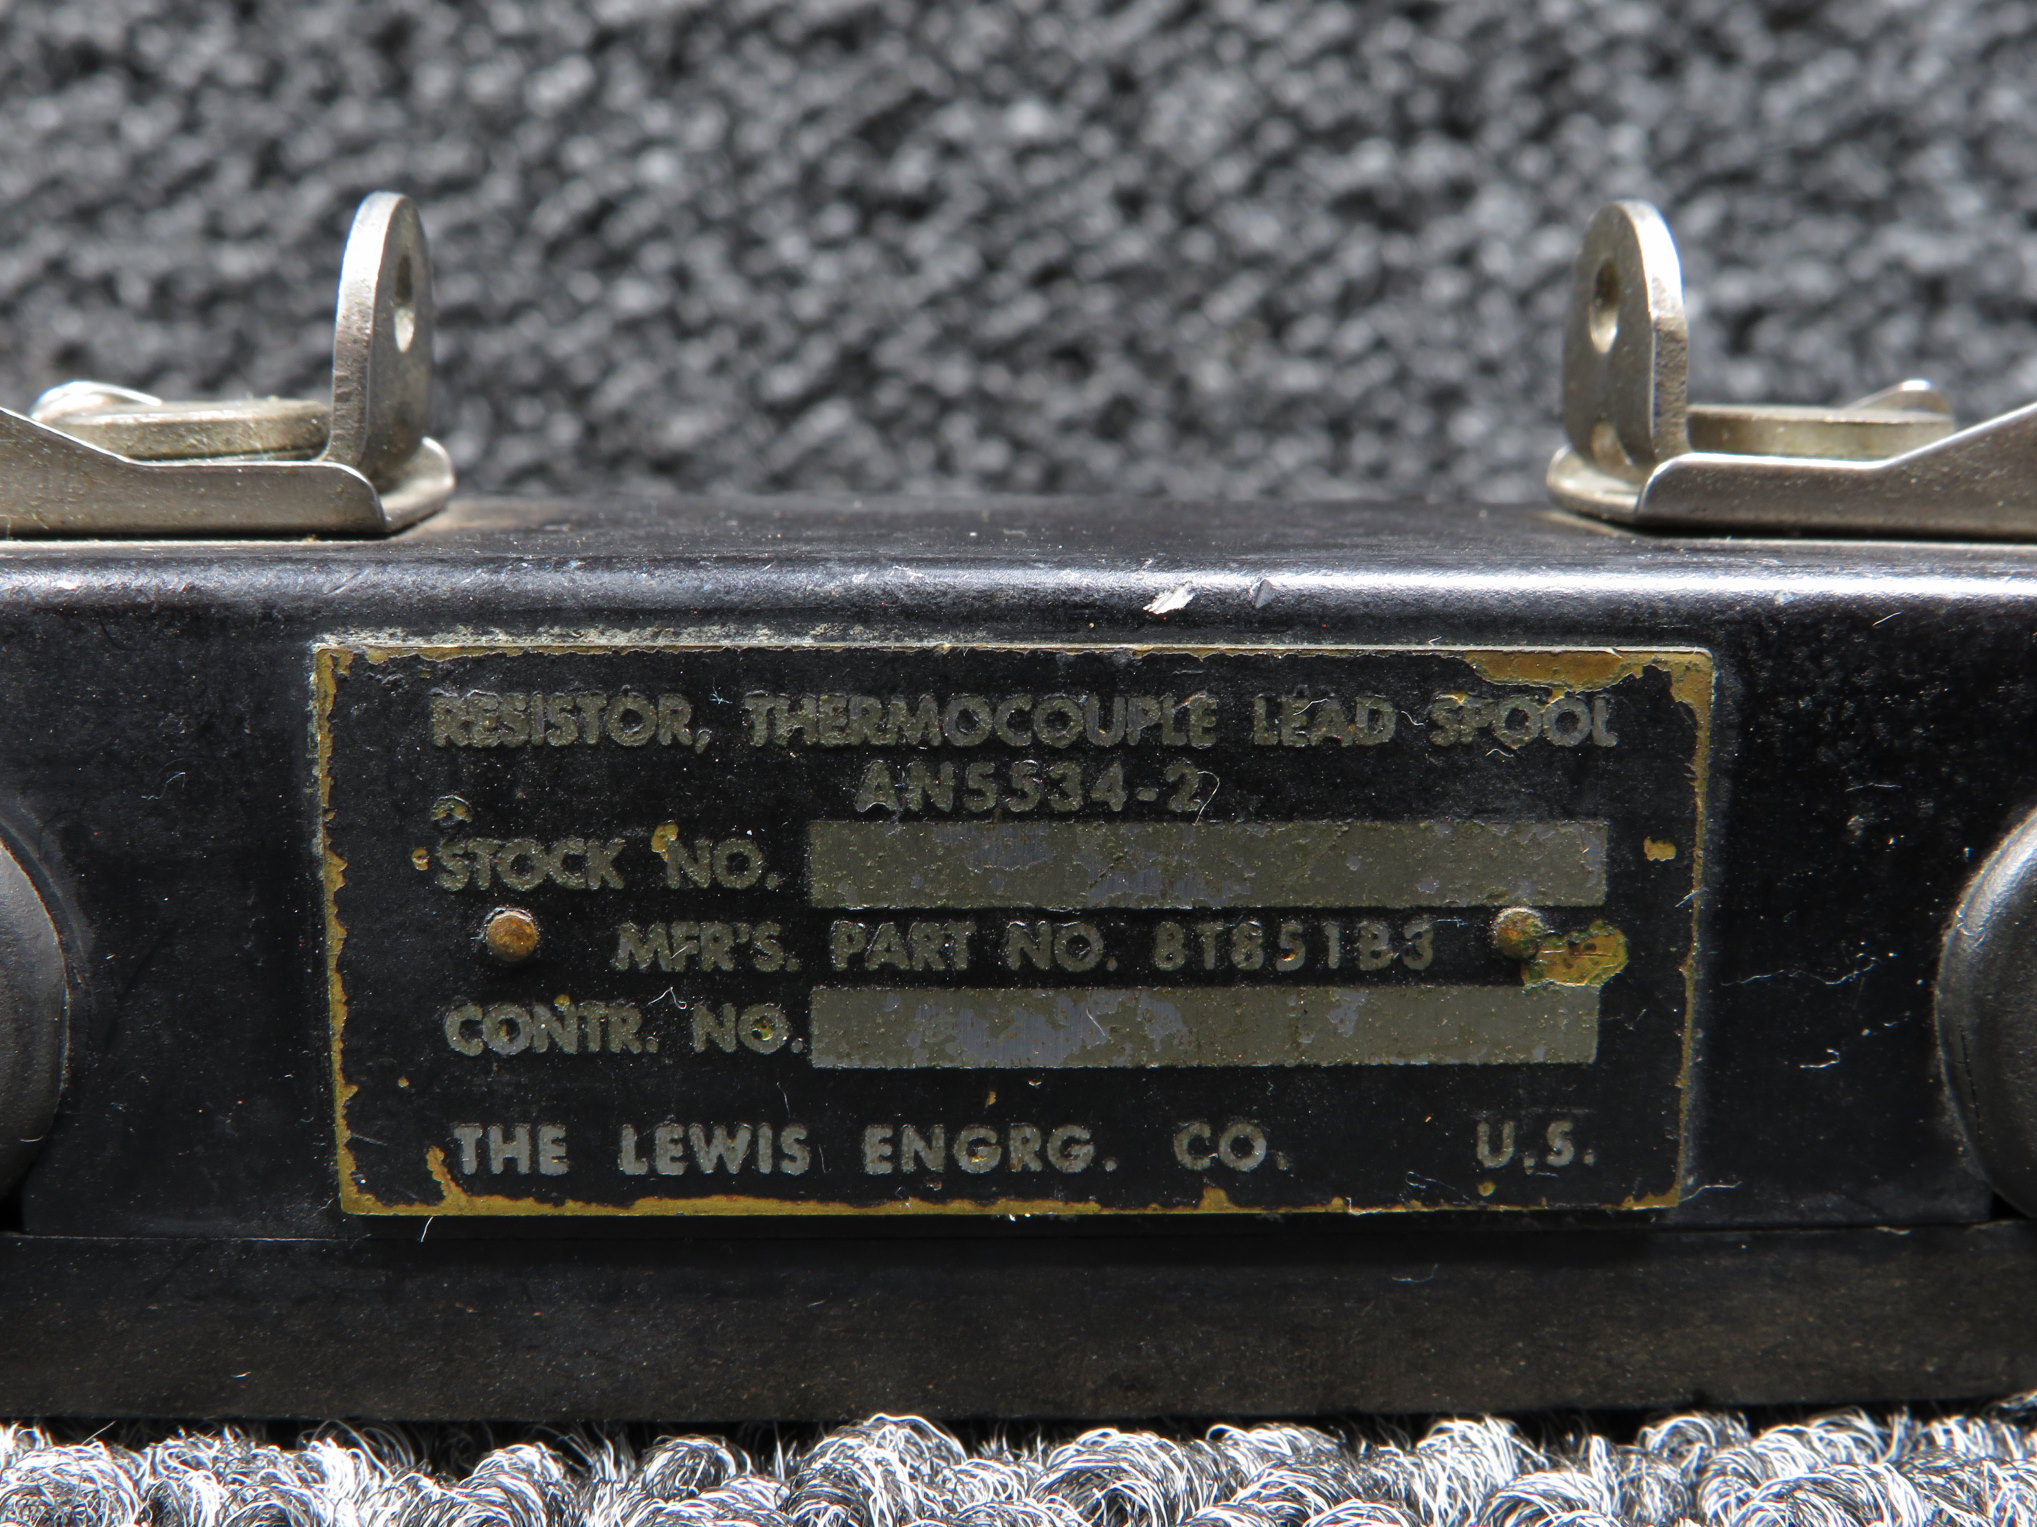 RESISTOR, THERMOCOUPLE LEAD SPOOL
AN5534-2
STOCK NO.
MFR'S. PART NO. 8T851B3
CONTR. NO.
THE LEWIS ENGRG. CO. U.S.